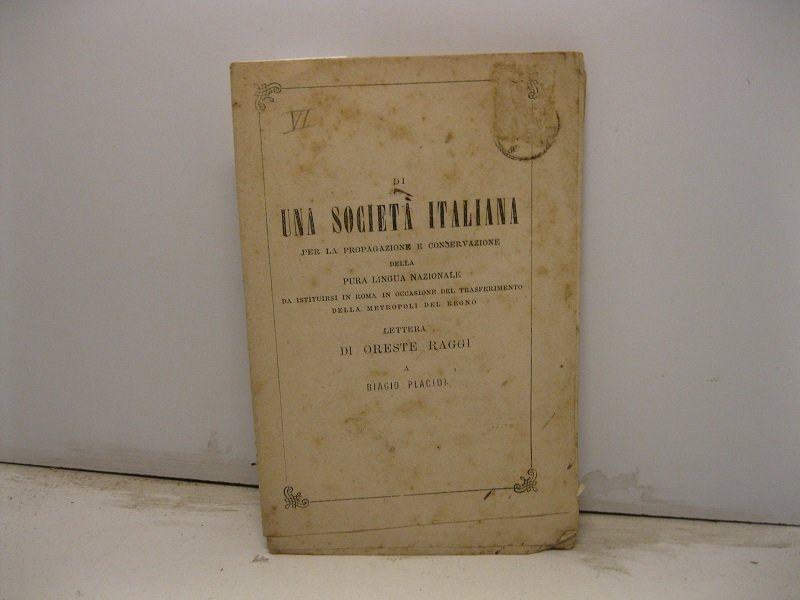 VI
DI
UNA SOCIETÀ ITALIANA
PER LA PROPAGAZIONE E CONSERVAZIONE
DELLA
PURA LINGUA NAZIONALE
DA ISTITUIRSI IN ROMA IN OCCASIONE DEL TRASFERIMENTO
DELLA METROPOLI DEL REGNO
LETTERA
DI ORESTE RAGGI
A
BIAGIO PLACIDI.